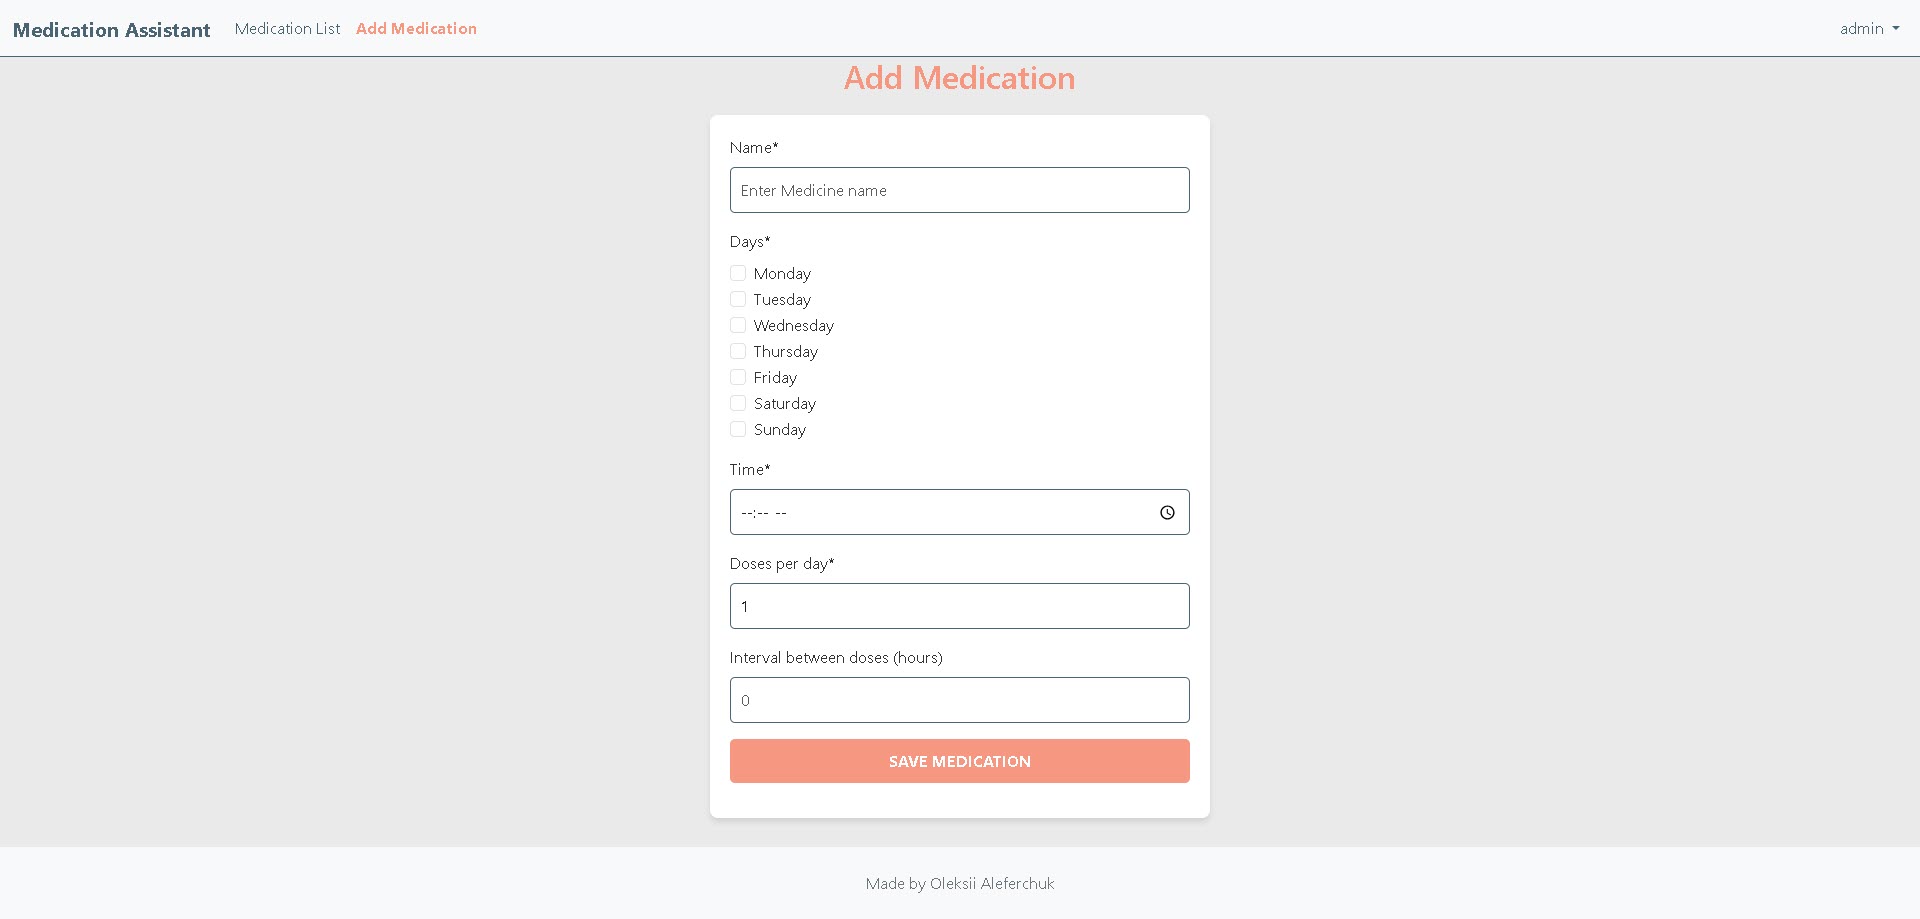 Medication Assistant Medication List Add Medication admin
Add Medication
Name*
Enter Medicine name
Days*
Monday
Tuesday
Wednesday
Thursday
Friday
Saturday
Sunday
Time*
--:-- --
Doses per day*
1
Interval between doses (hours)
0
SAVE MEDICATION
Made by Oleksii Aleferchuk